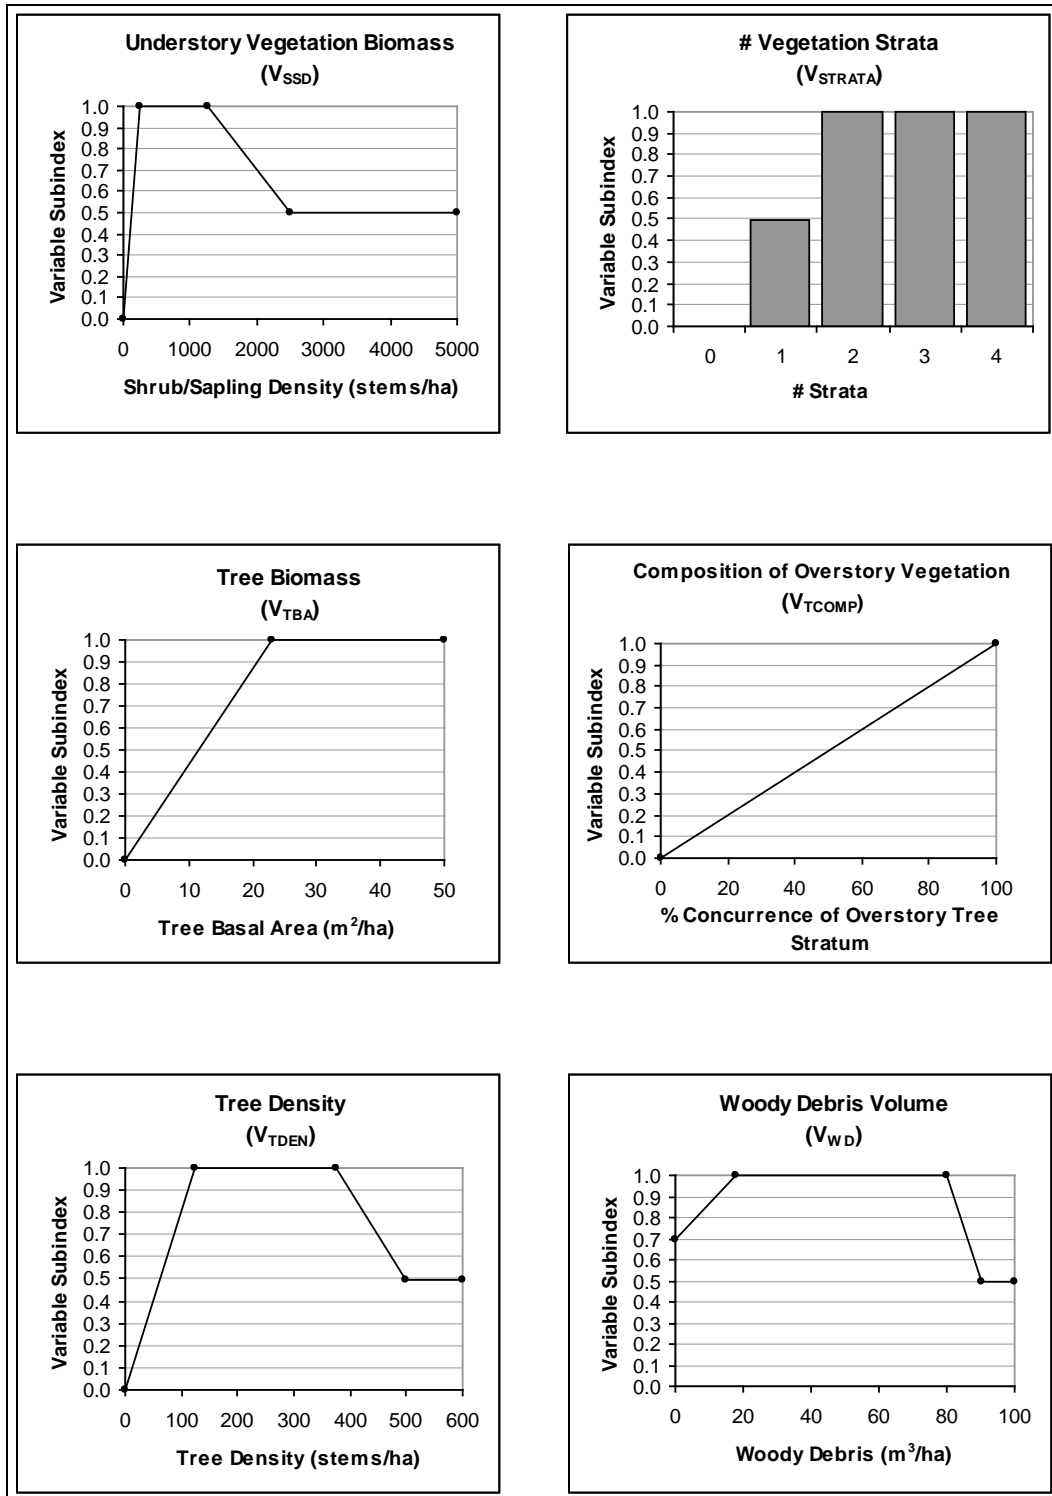 Understory Vegetation Biomass
(VSSD)
Variable Subindex
1.0
0.9
0.8
0.7
0.6
0.5
0.4
0.3
0.2
0.1
0.0
0 1000 2000 3000 4000 5000
Shrub/Sapling Density (stems/ha)
# Vegetation Strata
(VSTRATA)
Variable Subindex
1.0
0.9
0.8
0.7
0.6
0.5
0.4
0.3
0.2
0.1
0.0
0 1 2 3 4
# Strata
Tree Biomass
(VTBA)
Variable Subindex
1.0
0.9
0.8
0.7
0.6
0.5
0.4
0.3
0.2
0.1
0.0
0 10 20 30 40 50
Tree Basal Area (m²/ha)
Composition of Overstory Vegetation
(VTCOMP)
Variable Subindex
1.0
0.9
0.8
0.7
0.6
0.5
0.4
0.3
0.2
0.1
0.0
0 20 40 60 80 100
% Concurrence of Overstory Tree
Stratum
Tree Density
(VTDEN)
Variable Subindex
1.0
0.9
0.8
0.7
0.6
0.5
0.4
0.3
0.2
0.1
0.0
0 100 200 300 400 500 600
Tree Density (stems/ha)
Woody Debris Volume
(VWD)
Variable Subindex
1.0
0.9
0.8
0.7
0.6
0.5
0.4
0.3
0.2
0.1
0.0
0 20 40 60 80 100
Woody Debris (m³/ha)